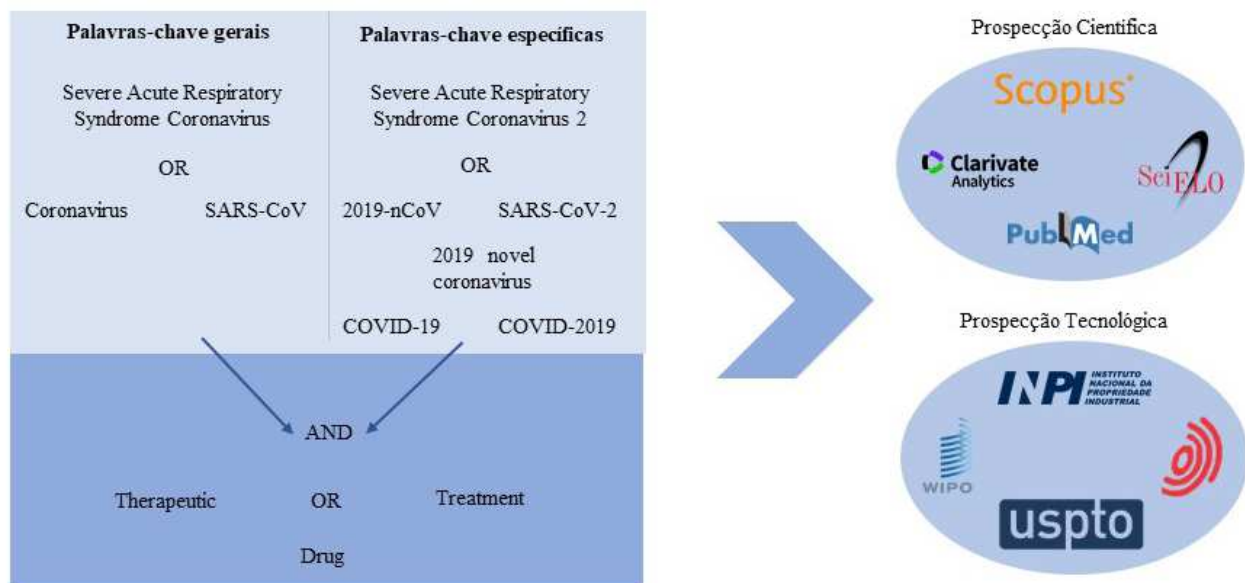 Palavras-chave gerais
Severe Acute Respiratory
Syndrome Coronavirus
OR
Coronavirus
SARS-CoV
Palavras-chave específicas
Severe Acute Respiratory
Syndrome Coronavirus 2
OR
2019-nCoV
SARS-CoV-2
2019 novel
coronavirus
COVID-19
COVID-2019
AND
Therapeutic
OR
Treatment
Drug
Prospecção Científica
Scopus
Clarivate
Analytics
SciELO
PubMed
Prospecção Tecnológica
INPI
INSTITUTO
NACIONAL DA
PROPRIEDADE
INDUSTRIAL
WIPO
uspto